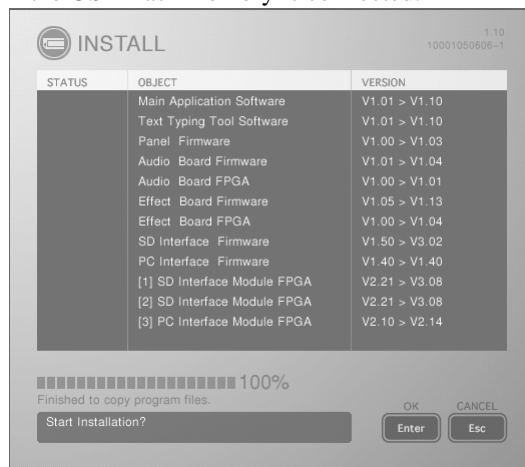 INSTALL
1.10
10001050606-1
STATUS OBJECT VERSION
Main Application Software V1.01 > V1.10
Text Typing Tool Software V1.01 > V1.10
Panel Firmware V1.00 > V1.03
Audio Board Firmware V1.01 > V1.04
Audio Board FPGA V1.00 > V1.01
Effect Board Firmware V1.05 > V1.13
Effect Board FPGA V1.00 > V1.04
SD Interface Firmware V1.50 > V3.02
PC Interface Firmware V1.40 > V1.40
[1] SD Interface Module FPGA V2.21 > V3.08
[2] SD Interface Module FPGA V2.21 > V3.08
[3] PC Interface Module FPGA V2.10 > V2.14
100%
Finished to copy program files.
Start Installation?
OK CANCEL
Enter Esc